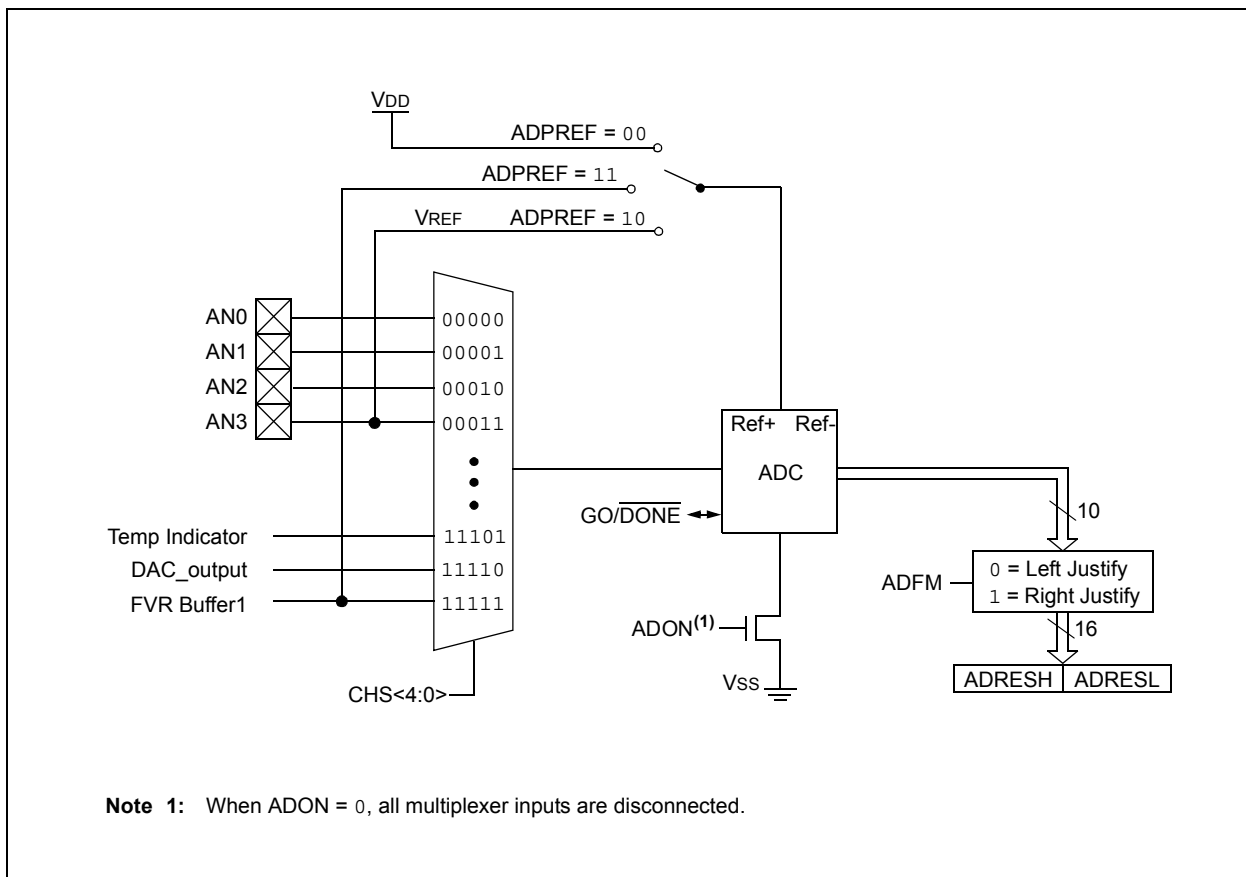 VDD
ADPREF = 00
ADPREF = 11
VREF ADPREF = 10
AN0 00000
AN1 00001
AN2 00010
AN3 00011
Ref+ Ref-
ADC
GO/DONE
10
Temp Indicator 11101
DAC_output 11110
FVR Buffer1 11111
ADFM
0 = Left Justify
1 = Right Justify
ADON(1)
16
VSS
CHS<4:0>
ADRESH ADRESL
Note 1: When ADON = 0, all multiplexer inputs are disconnected.